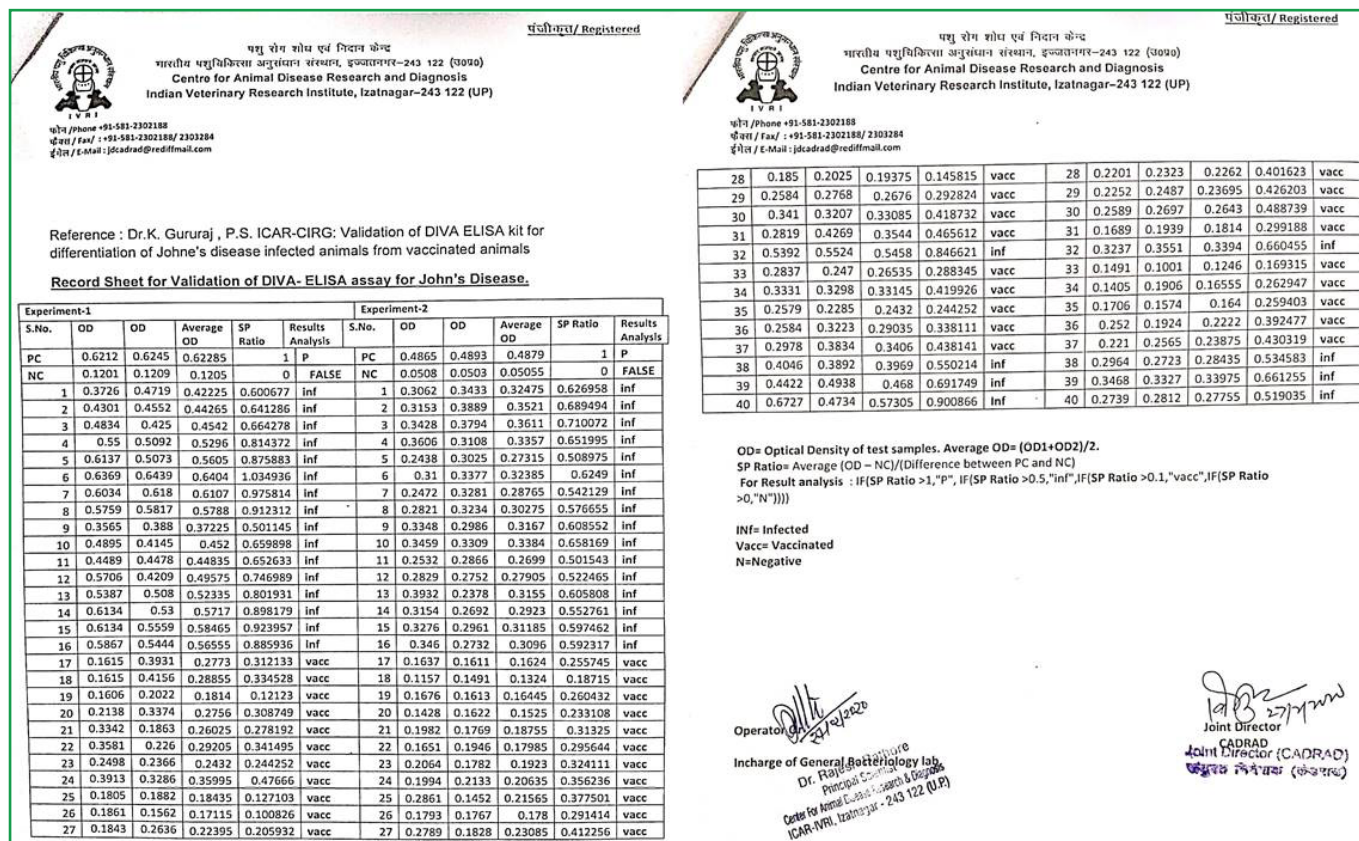 पंजीकृत/ Registered
पशु रोग शोध एवं निदान केन्द्र
भारतीय पशुचिकित्सा अनुसंधान संस्थान, इज्जतनगर–243 122 (उ०प्र०)
Centre for Animal Disease Research and Diagnosis
Indian Veterinary Research Institute, Izatnagar–243 122 (UP)
I V R I
फोन /Phone +91-581-2302188
फैक्स / Fax/ : +91-581-2302188/ 2303284
ईमेल / E-Mail : jdcadrad@rediffmail.com
Reference : Dr.K. Gururaj , P.S. ICAR-CIRG: Validation of DIVA ELISA kit for
differentiation of Johne's disease infected animals from vaccinated animals
Record Sheet for Validation of DIVA- ELISA assay for John's Disease.
Experiment-1 Experiment-2
S.No. OD OD Average OD SP Ratio Results Analysis S.No. OD OD Average OD SP Ratio Results Analysis
PC 0.6212 0.6245 0.62285 1 P PC 0.4865 0.4893 0.4879 1 P
NC 0.1201 0.1209 0.1205 0 FALSE NC 0.0508 0.0503 0.05055 0 FALSE
1 0.3726 0.4719 0.42225 0.600677 inf 1 0.3062 0.3433 0.32475 0.626958 inf
2 0.4301 0.4552 0.44265 0.641286 inf 2 0.3153 0.3889 0.3521 0.689494 inf
3 0.4834 0.425 0.4542 0.664278 inf 3 0.3428 0.3794 0.3611 0.710072 inf
4 0.55 0.5092 0.5296 0.814372 inf 4 0.3606 0.3108 0.3357 0.651995 inf
5 0.6137 0.5073 0.5605 0.875883 inf 5 0.2438 0.3025 0.27315 0.508975 inf
6 0.6369 0.6439 0.6404 1.034936 inf 6 0.31 0.3377 0.32385 0.6249 inf
7 0.6034 0.618 0.6107 0.975814 inf 7 0.2472 0.3281 0.28765 0.542129 inf
8 0.5759 0.5817 0.5788 0.912312 inf 8 0.2821 0.3234 0.30275 0.576655 inf
9 0.3565 0.388 0.37225 0.501145 inf 9 0.3348 0.2986 0.3167 0.608552 inf
10 0.4895 0.4145 0.452 0.659898 inf 10 0.3459 0.3309 0.3384 0.658169 inf
11 0.4489 0.4478 0.44835 0.652633 inf 11 0.2532 0.2866 0.2699 0.501543 inf
12 0.5706 0.4209 0.49575 0.746989 inf 12 0.2829 0.2752 0.27905 0.522465 inf
13 0.5387 0.508 0.52335 0.801931 inf 13 0.3932 0.2378 0.3155 0.605808 inf
14 0.6134 0.53 0.5717 0.898179 inf 14 0.3154 0.2692 0.2923 0.552761 inf
15 0.6134 0.5559 0.58465 0.923957 inf 15 0.3276 0.2961 0.31185 0.597462 inf
16 0.5867 0.5444 0.56555 0.885936 inf 16 0.346 0.2732 0.3096 0.592317 inf
17 0.1615 0.3931 0.2773 0.312133 vacc 17 0.1637 0.1611 0.1624 0.255745 vacc
18 0.1615 0.4156 0.28855 0.334528 vacc 18 0.1157 0.1491 0.1324 0.18715 vacc
19 0.1606 0.2022 0.1814 0.12123 vacc 19 0.1676 0.1613 0.16445 0.260432 vacc
20 0.2138 0.3374 0.2756 0.308749 vacc 20 0.1428 0.1622 0.1525 0.233108 vacc
21 0.3342 0.1863 0.26025 0.278192 vacc 21 0.1982 0.1769 0.18755 0.31325 vacc
22 0.3581 0.226 0.29205 0.341495 vacc 22 0.1651 0.1946 0.17985 0.295644 vacc
23 0.2498 0.2366 0.2432 0.244252 vacc 23 0.2064 0.1782 0.1923 0.324111 vacc
24 0.3913 0.3286 0.35995 0.47666 vacc 24 0.1994 0.2133 0.20635 0.356236 vacc
25 0.1805 0.1882 0.18435 0.127103 vacc 25 0.2861 0.1452 0.21565 0.377501 vacc
26 0.1861 0.1562 0.17115 0.100826 vacc 26 0.1793 0.1767 0.178 0.291414 vacc
27 0.1843 0.2636 0.22395 0.205932 vacc 27 0.2789 0.1828 0.23085 0.412256 vacc
पंजीकृत/ Registered
पशु रोग शोध एवं निदान केन्द्र
भारतीय पशुचिकित्सा अनुसंधान संस्थान, इज्जतनगर–243 122 (उ०प्र०)
Centre for Animal Disease Research and Diagnosis
Indian Veterinary Research Institute, Izatnagar–243 122 (UP)
I V R I
फोन /Phone +91-581-2302188
फैक्स / Fax/ : +91-581-2302188/ 2303284
ईमेल / E-Mail : jdcadrad@rediffmail.com
28 0.185 0.2025 0.19375 0.145815 vacc 28 0.2201 0.2323 0.2262 0.401623 vacc
29 0.2584 0.2768 0.2676 0.292824 vacc 29 0.2252 0.2487 0.23695 0.426203 vacc
30 0.341 0.3207 0.33085 0.418732 vacc 30 0.2589 0.2697 0.2643 0.488739 vacc
31 0.2819 0.4269 0.3544 0.465612 vacc 31 0.1689 0.1939 0.1814 0.299188 vacc
32 0.5392 0.5524 0.5458 0.846621 inf 32 0.3237 0.3551 0.3394 0.660455 inf
33 0.2837 0.247 0.26535 0.288345 vacc 33 0.1491 0.1001 0.1246 0.169315 vacc
34 0.3331 0.3298 0.33145 0.419926 vacc 34 0.1405 0.1906 0.16555 0.262947 vacc
35 0.2579 0.2285 0.2432 0.244252 vacc 35 0.1706 0.1574 0.164 0.259403 vacc
36 0.2584 0.3223 0.29035 0.338111 vacc 36 0.252 0.1924 0.2222 0.392477 vacc
37 0.2978 0.3834 0.3406 0.438141 vacc 37 0.221 0.2565 0.23875 0.430319 vacc
38 0.4046 0.3892 0.3969 0.550214 inf 38 0.2964 0.2723 0.28435 0.534583 inf
39 0.4422 0.4938 0.468 0.691749 inf 39 0.3468 0.3327 0.33975 0.661255 inf
40 0.6727 0.4734 0.57305 0.900866 Inf 40 0.2739 0.2812 0.27755 0.519035 inf
OD= Optical Density of test samples. Average OD= (OD1+OD2)/2.
SP Ratio= Average (OD – NC)/(Difference between PC and NC)
For Result analysis : IF(SP Ratio >1,"P", IF(SP Ratio >0.5,"inf",IF(SP Ratio >0.1,"vacc",IF(SP Ratio
>0,"N"))))
INf= Infected
Vacc= Vaccinated
N=Negative
Operator
Incharge of General Bacteriology lab
Dr. Rajesh Rathore
Principal Scientist
Center For Animal Disease Research & Diagnosis
ICAR-IVRI, Izatnagar - 243 122 (U.P.)
Joint Director
CADRAD
Joint Director (CADRAD)
संयुक्त निदेशक (कैडराड)